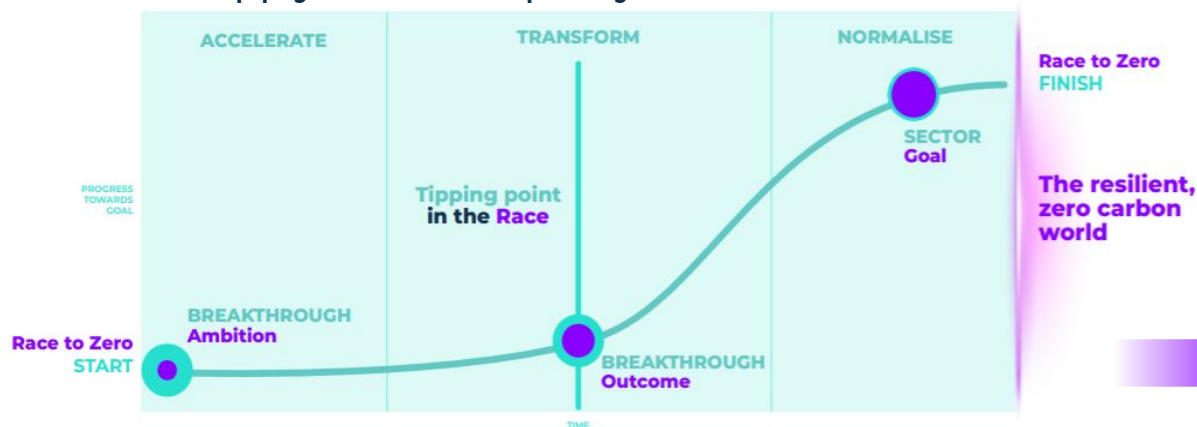 ACCELERATE
TRANSFORM
NORMALISE
Race to Zero
FINISH
SECTOR
Goal
PROGRESS
TOWARDS
GOAL
Tipping point
in the Race
The resilient,
zero carbon
world
BREAKTHROUGH
Ambition
Race to Zero
START
BREAKTHROUGH
Outcome
TIME